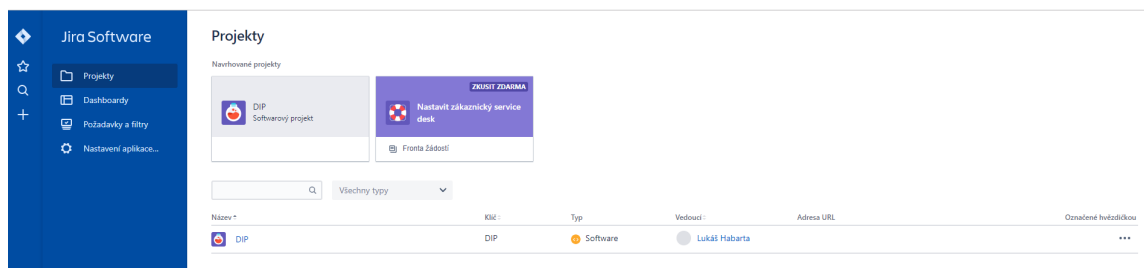 Jira Software
Projekty
Dashboardy
Požadavky a filtry
Nastavení aplikace...
Projekty
Navrhované projekty
DIP
Softwarový projekt
ZKUSIT ZDARMA
Nastavit zákaznický service
desk
Fronta žádostí
Všechny typy
Název Klíč Typ Vedoucí Adresa URL Označené hvězdičkou
DIP DIP Software Lukáš Habarta